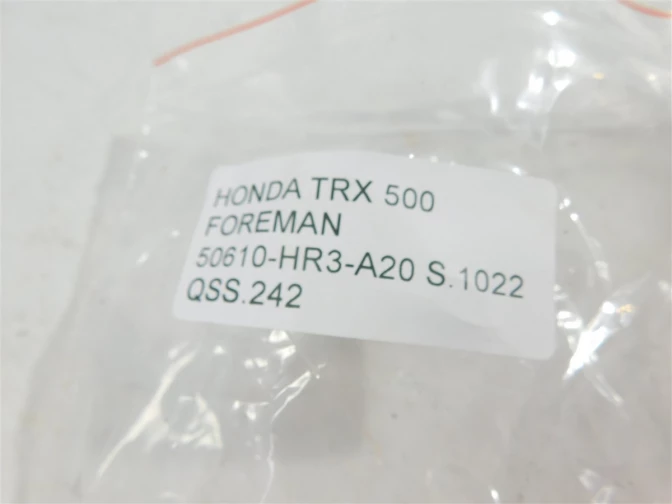 HONDA TRX 500
FOREMAN
50610-HR3-A20 S.1022
QSS.242